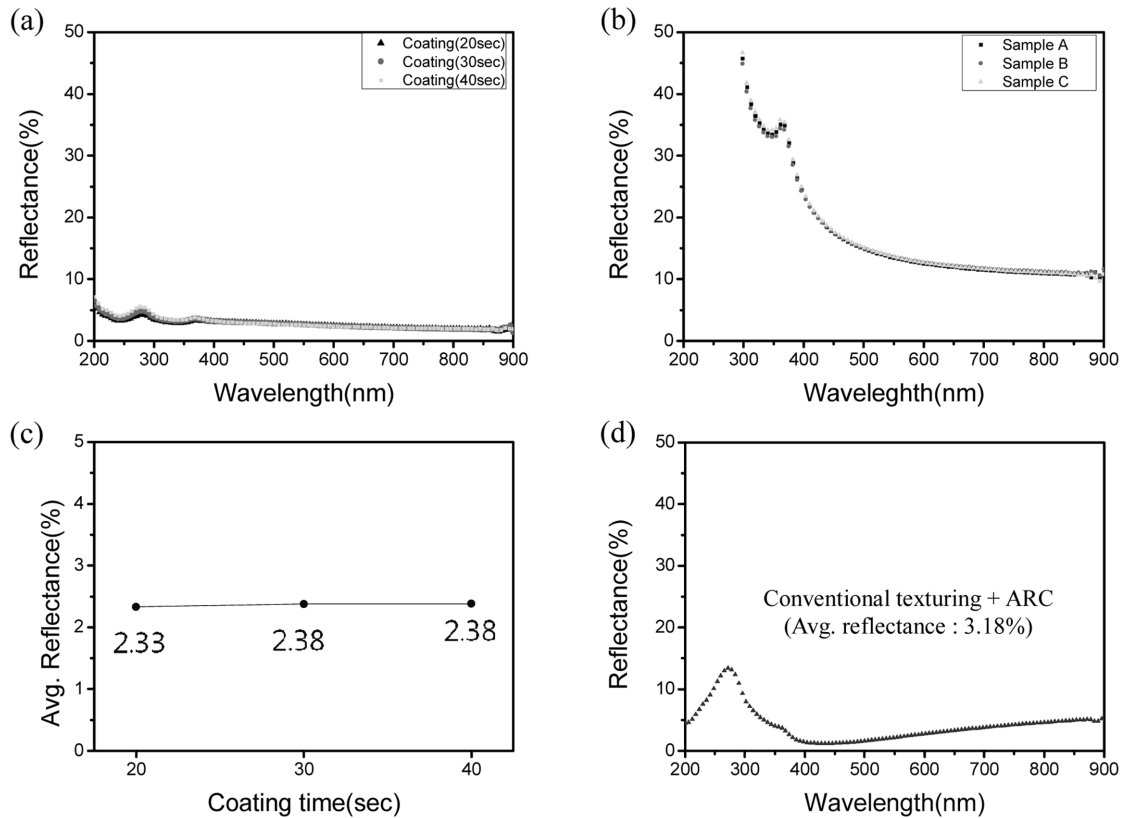 (a)
50
40
30
20
10
0
Reflectance(%)
Coating(20sec)
Coating(30sec)
Coating(40sec)
200 300 400 500 600 700 800 900
Wavelength(nm)
(b)
50
40
30
20
10
0
Reflectance(%)
Sample A
Sample B
Sample C
200 300 400 500 600 700 800 900
Waveleghteh(nm)
(c)
5
4
3
2
1
0
Avg. Reflectance(%)
2.33
2.38
2.38
20 30 40
Coating time(sec)
(d)
50
40
30
20
10
0
Reflectance(%)
Conventional texturing + ARC
(Avg. reflectance : 3.18%)
200 300 400 500 600 700 800 900
Wavelength(nm)